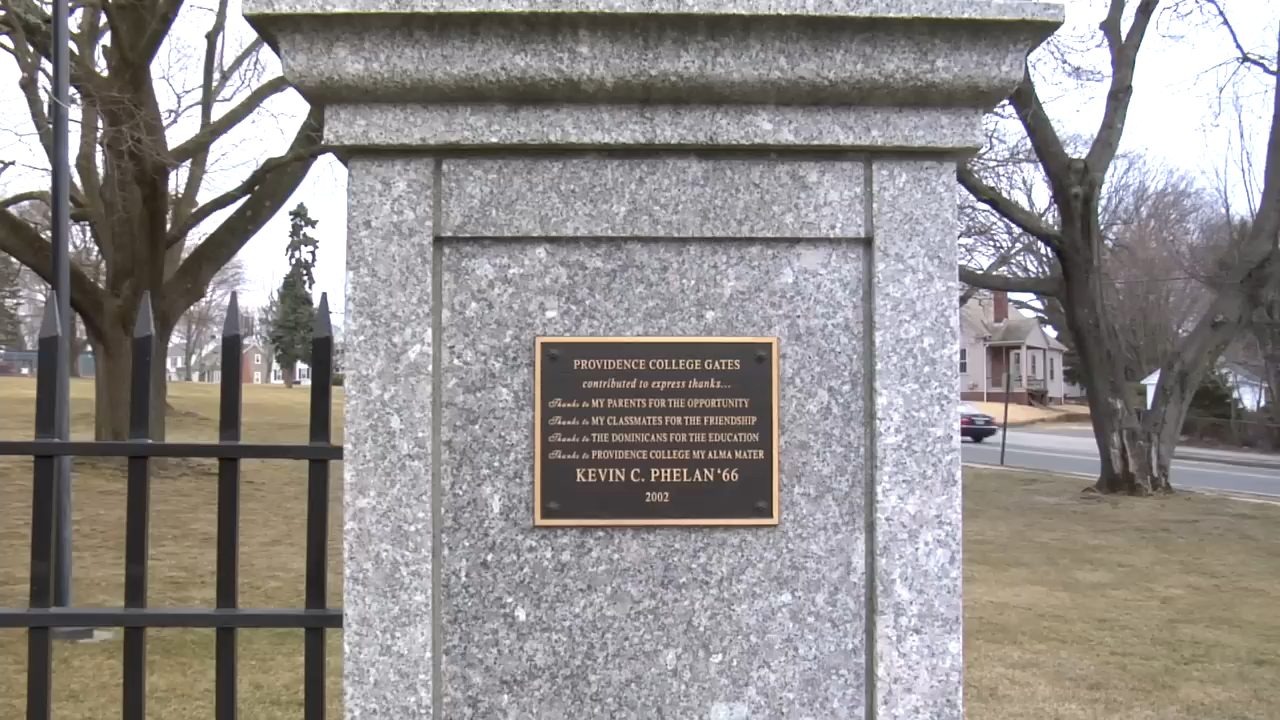 PROVIDENCE COLLEGE GATES
contributed to express thanks...
Thanks to MY PARENTS FOR THE OPPORTUNITY
Thanks to MY CLASSMATES FOR THE FRIENDSHIP
Thanks to THE DOMINICANS FOR THE EDUCATION
Thanks to PROVIDENCE COLLEGE MY ALMA MATER
KEVIN C. PHELAN ‘66
2002